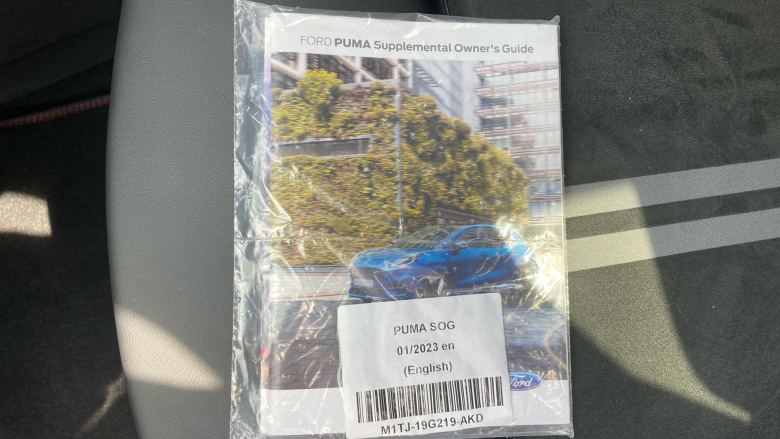 FORD PUMA Supplemental Owner's Guide
PUMA SOG
01/2023 en
(English)
Ford
M1TJ-19G219-AKD